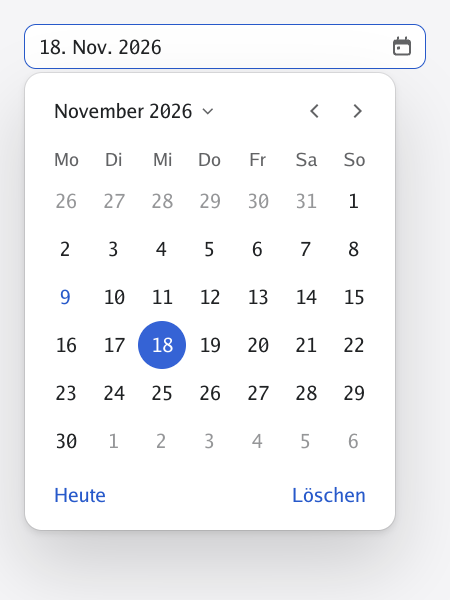 18. Nov. 2026
November 2026
Mo Di Mi Do Fr Sa So
26 27 28 29 30 31 1
2 3 4 5 6 7 8
9 10 11 12 13 14 15
16 17 18 19 20 21 22
23 24 25 26 27 28 29
30 1 2 3 4 5 6
Heute Löschen